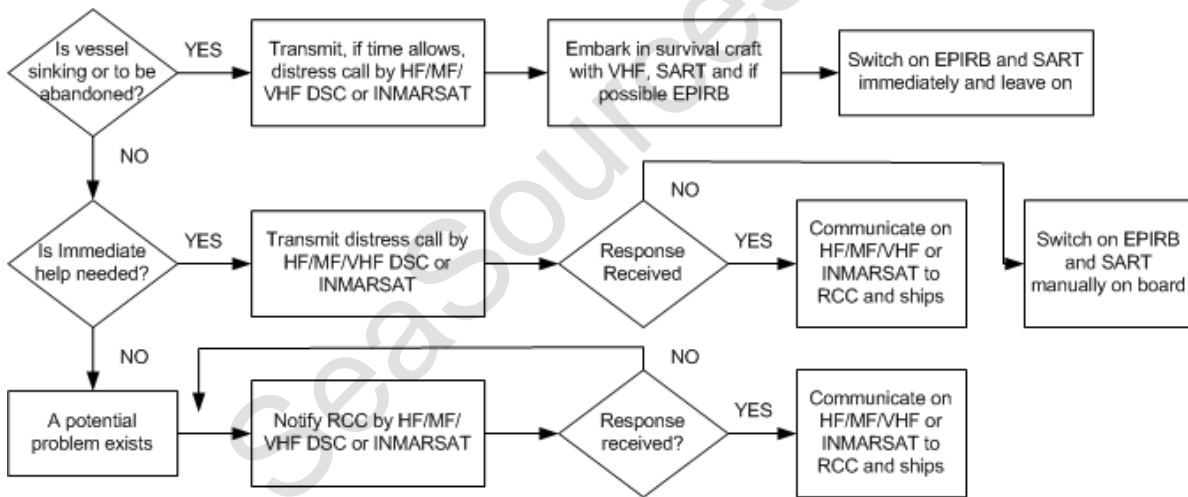 Is vessel
sinking or to be
abandoned?
YES
Transmit, if time allows,
distress call by HF/MF/
VHF DSC or INMARSAT
Embark in survival craft
with VHF, SART and if
possible EPIRB
Switch on EPIRB and SART
immediately and leave on
NO
Is Immediate
help needed?
YES
Transmit distress call by
HF/MF/VHF DSC or
INMARSAT
Response
Received
NO
YES
Communicate on
HF/MF/VHF or
INMARSAT to
RCC and ships
Switch on EPIRB
and SART
manually on board
NO
A potential
problem exists
Notify RCC by HF/MF/
VHF DSC or INMARSAT
Response
received?
NO
YES
Communicate on
HF/MF/VHF or
INMARSAT to
RCC and ships
SeaSources